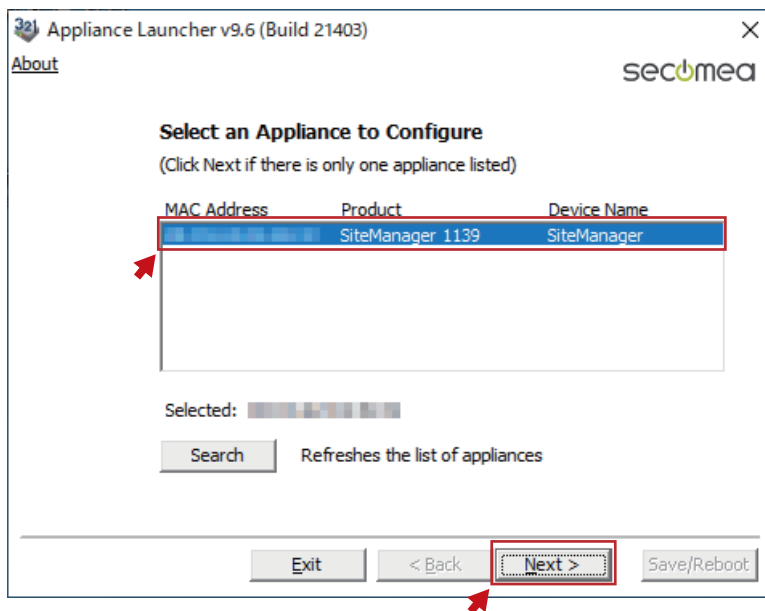 Appliance Launcher v9.6 (Build 21403)
About
secomea
Select an Appliance to Configure
(Click Next if there is only one appliance listed)
MAC Address Product Device Name
SiteManager 1139 SiteManager
Selected:
Search Refreshes the list of appliances
Exit < Back Next > Save/Reboot